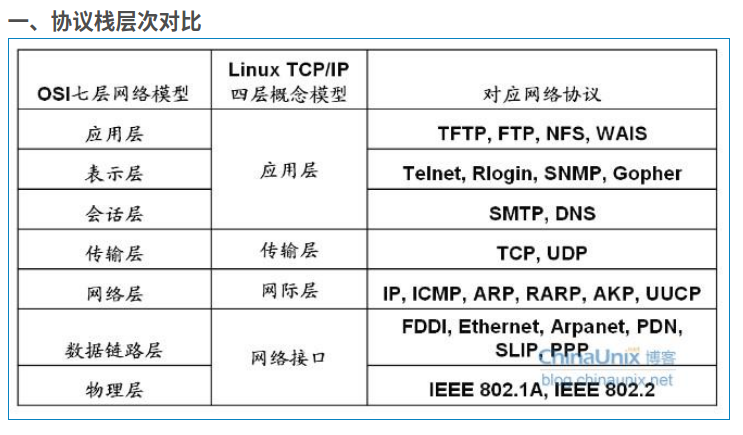 一、协议栈层次对比
OSI七层网络模型
Linux TCP/IP
四层概念模型
对应网络协议
应用层
应用层
TFTP, FTP, NFS, WAIS
表示层
Telnet, Rlogin, SNMP, Gopher
会话层
SMTP, DNS
传输层
传输层
TCP, UDP
网络层
网际层
IP, ICMP, ARP, RARP, AKP, UUCP
数据链路层
网络接口
FDDI, Ethernet, Arpanet, PDN,
SLIP, PPP
物理层
IEEE 802.1A, IEEE 802.2
ChinaUnix 博客
blog.chinaunix.net